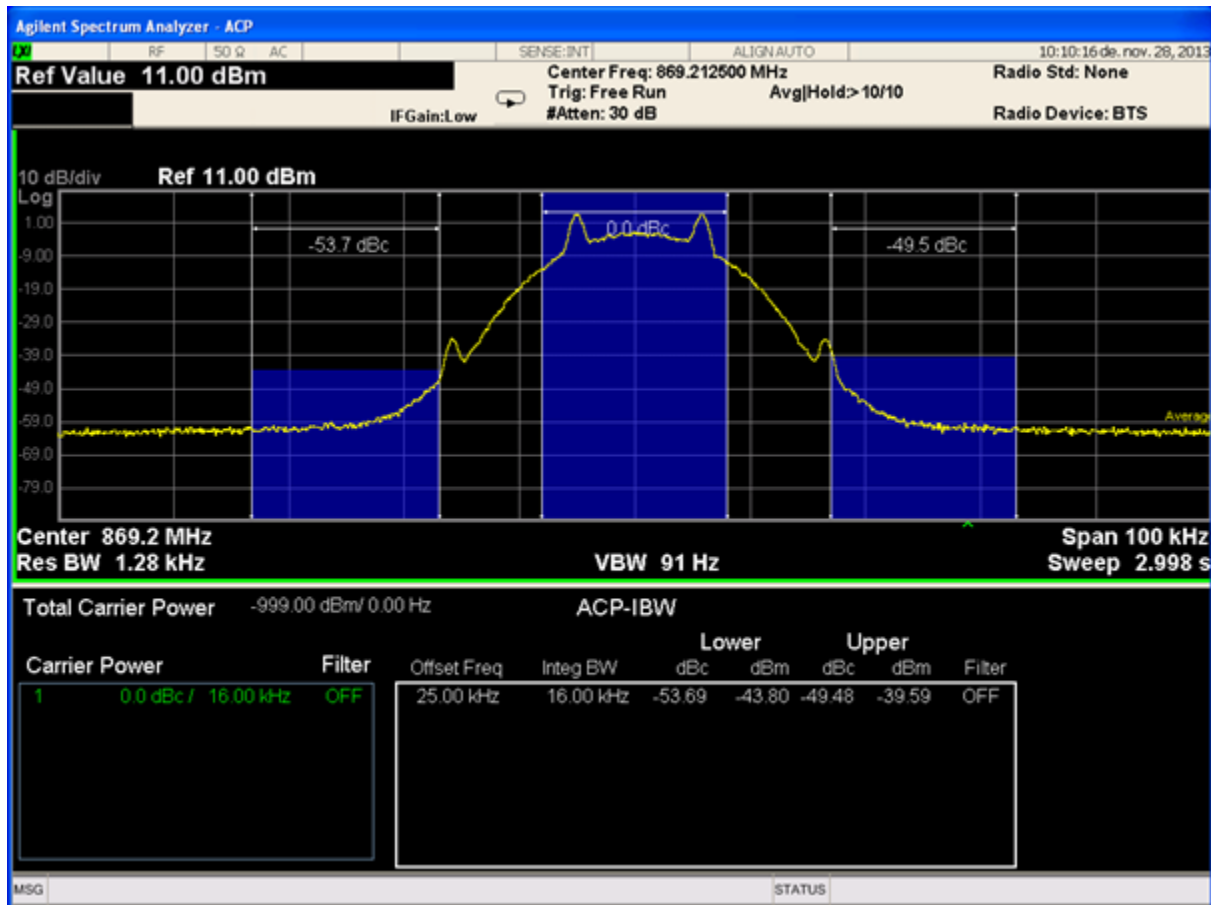 Agilent Spectrum Analyzer - ACP
LXI RF 50 Ω AC SENSE:INT ALIGN AUTO 10:10:16 de. nov. 28, 2013
Ref Value 11.00 dBm
Center Freq: 869.212500 MHz
Radio Std: None
Trig: Free Run
Avg|Hold:>10/10
IFGain:Low
#Atten: 30 dB
Radio Device: BTS
10 dB/div
Ref 11.00 dBm
Log
1.00
0.0 dBc
-53.7 dBc
-49.5 dBc
-9.00
-19.0
-29.0
-39.0
-49.0
-59.0
Average
-69.0
-79.0
Center 869.2 MHz
Span 100 kHz
Res BW 1.28 kHz
VBW 91 Hz
Sweep 2.998 s
Total Carrier Power -999.00 dBm/ 0.00 Hz
ACP-IBW
Lower Upper
Carrier Power Filter
Offset Freq Integ BW dBc dBm dBc dBm Filter
1 0.0 dBc / 16.00 kHz OFF
25.00 kHz 16.00 kHz -53.69 -43.80 -49.48 -39.59 OFF
MSG
STATUS